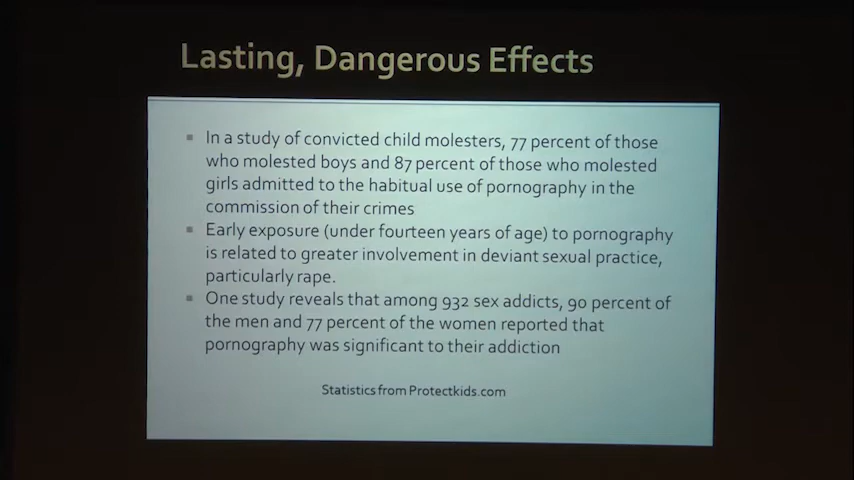 Lasting, Dangerous Effects
In a study of convicted child molesters, 77 percent of those
who molested boys and 87 percent of those who molested
girls admitted to the habitual use of pornography in the
commission of their crimes
Early exposure (under fourteen years of age) to pornography
is related to greater involvement in deviant sexual practice,
particularly rape.
One study reveals that among 932 sex addicts, 90 percent of
the men and 77 percent of the women reported that
pornography was significant to their addiction
Statistics from Protectkids.com